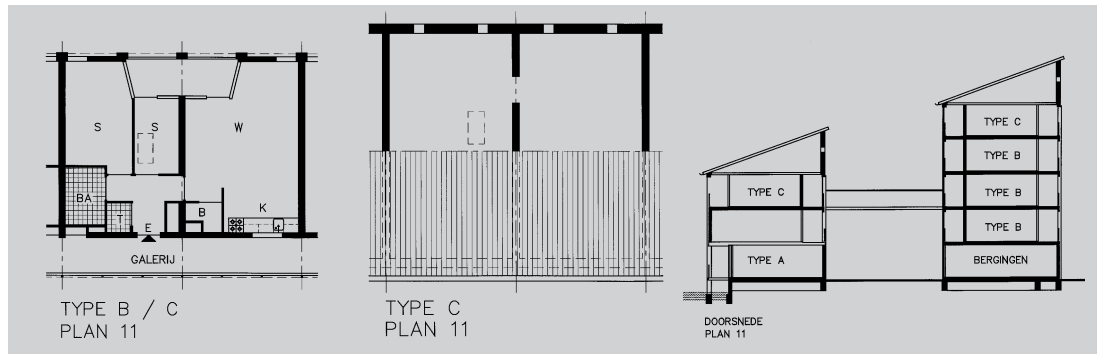 S
S
W
BA
T
E
B
K
GALERIJ
TYPE B / C
PLAN 11
TYPE C
PLAN 11
TYPE C
TYPE A
TYPE C
TYPE B
TYPE B
TYPE B
BERGINGEN
DOORSNEDE
PLAN 11